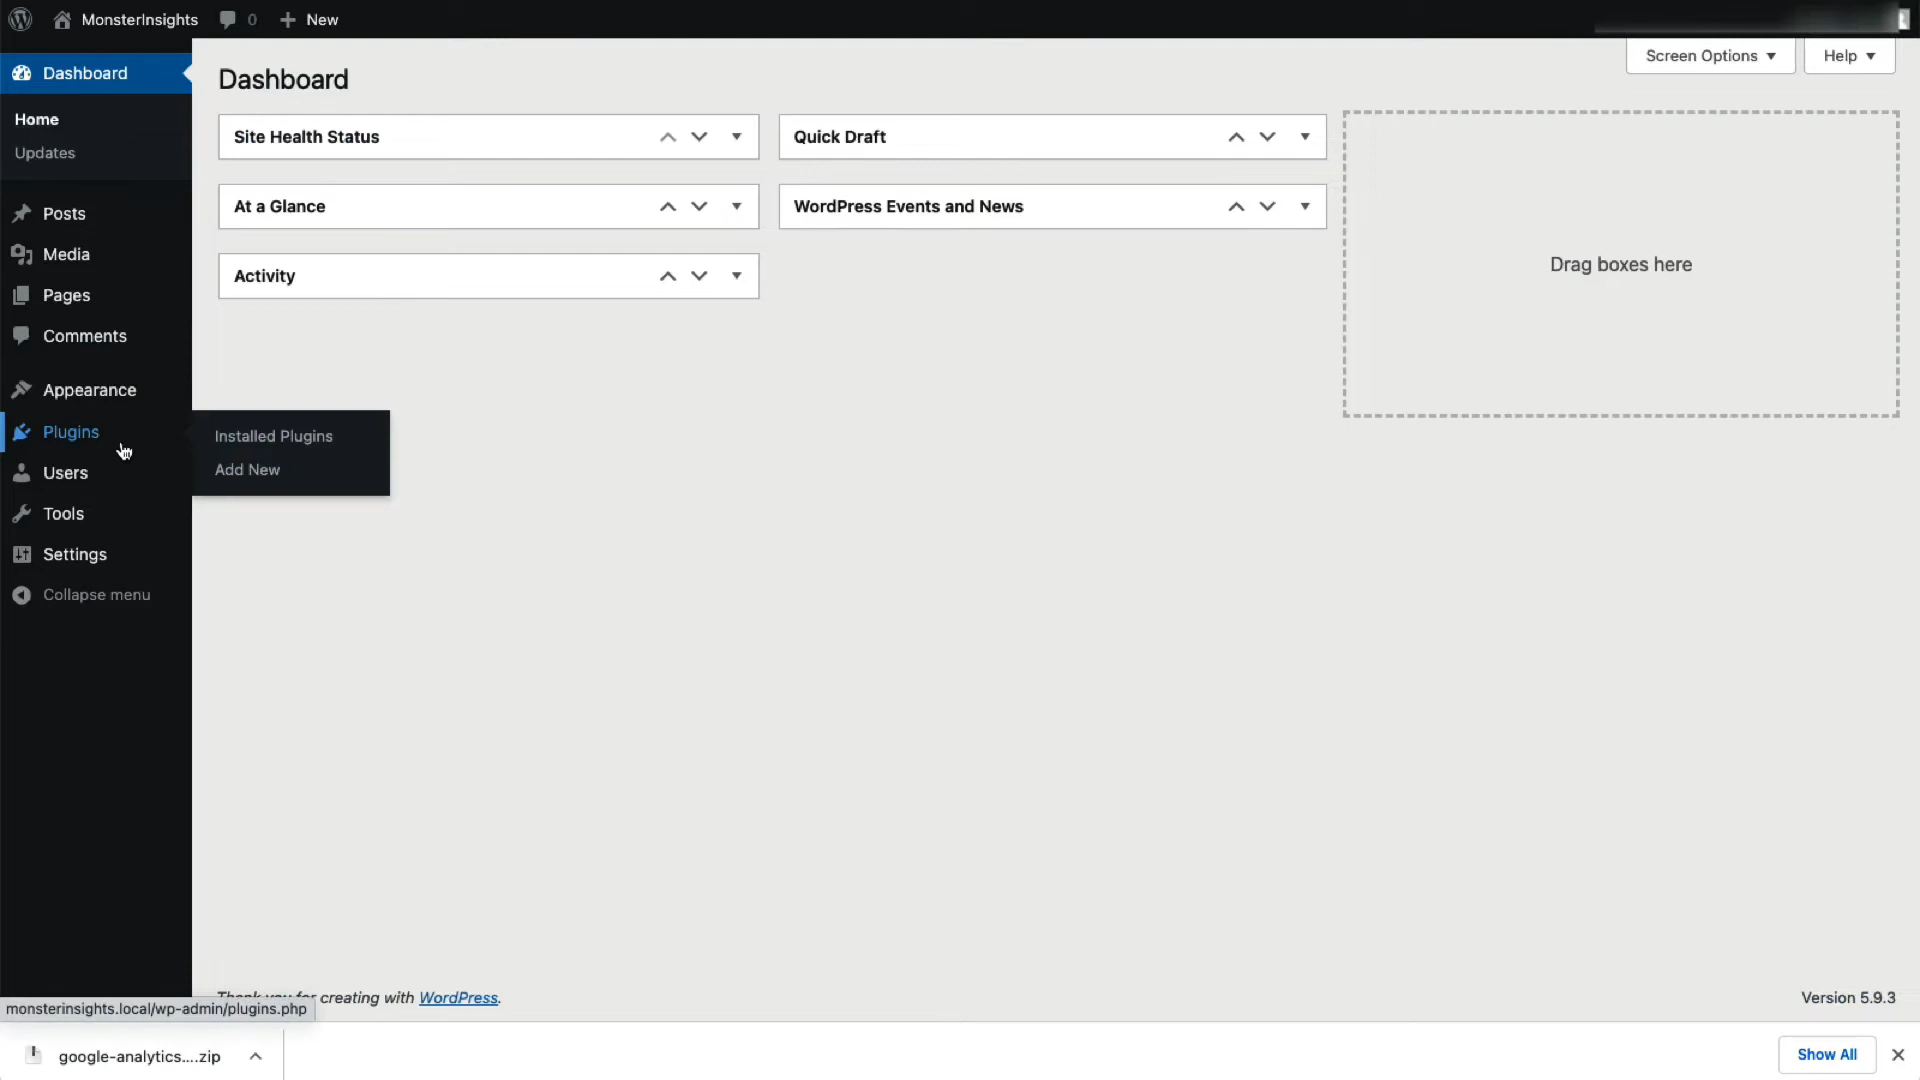 MonsterInsights 0 New
Screen Options Help
Dashboard
Dashboard
Home
Updates
Posts
Media
Pages
Comments
Appearance
Plugins
Installed Plugins
Add New
Users
Tools
Settings
Collapse menu
Site Health Status
Quick Draft
At a Glance
WordPress Events and News
Activity
Drag boxes here
Thank you for creating with WordPress.
Version 5.9.3
monsterinsights.local/wp-admin/plugins.php
google-analytics....zip
Show All